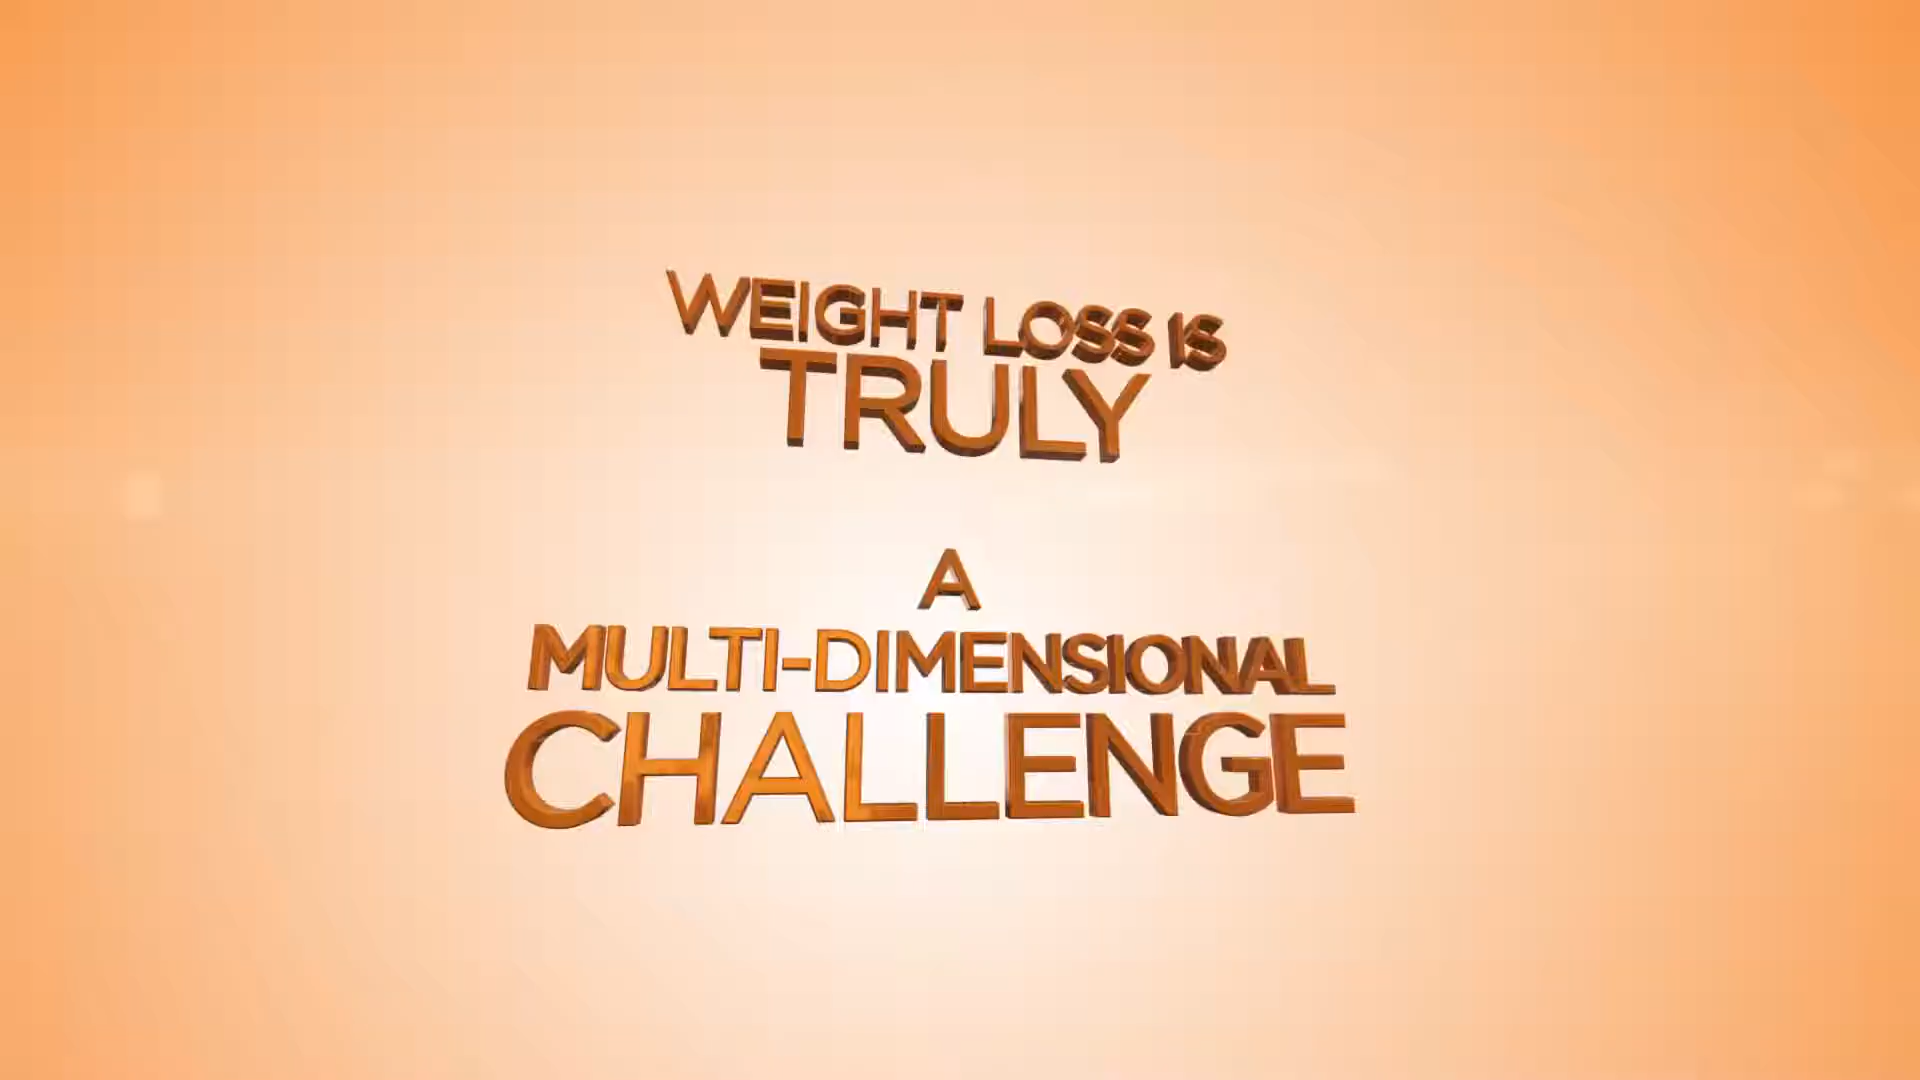 WEIGHT LOSS IS
TRULY
A
MULTI-DIMENSIONAL
CHALLENGE